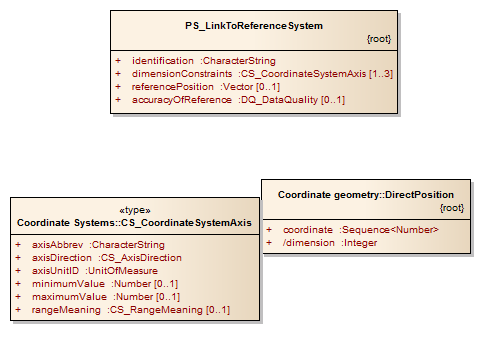 PS_LinkToReferenceSystem
{root}
+ identification :CharacterString
+ dimensionConstraints :CS_CoordinateSystemAxis [1..3]
+ referencePosition :Vector [0..1]
+ accuracyOfReference :DQ_DataQuality [0..1]
«type»
Coordinate Systems::CS_CoordinateSystemAxis
+ axisAbbrev :CharacterString
+ axisDirection :CS_AxisDirection
+ axisUnitID :UnitOfMeasure
+ minimumValue :Number [0..1]
+ maximumValue :Number [0..1]
+ rangeMeaning :CS_RangeMeaning [0..1]
Coordinate geometry::DirectPosition
{root}
+ coordinate :Sequence<Number>
+ /dimension :Integer